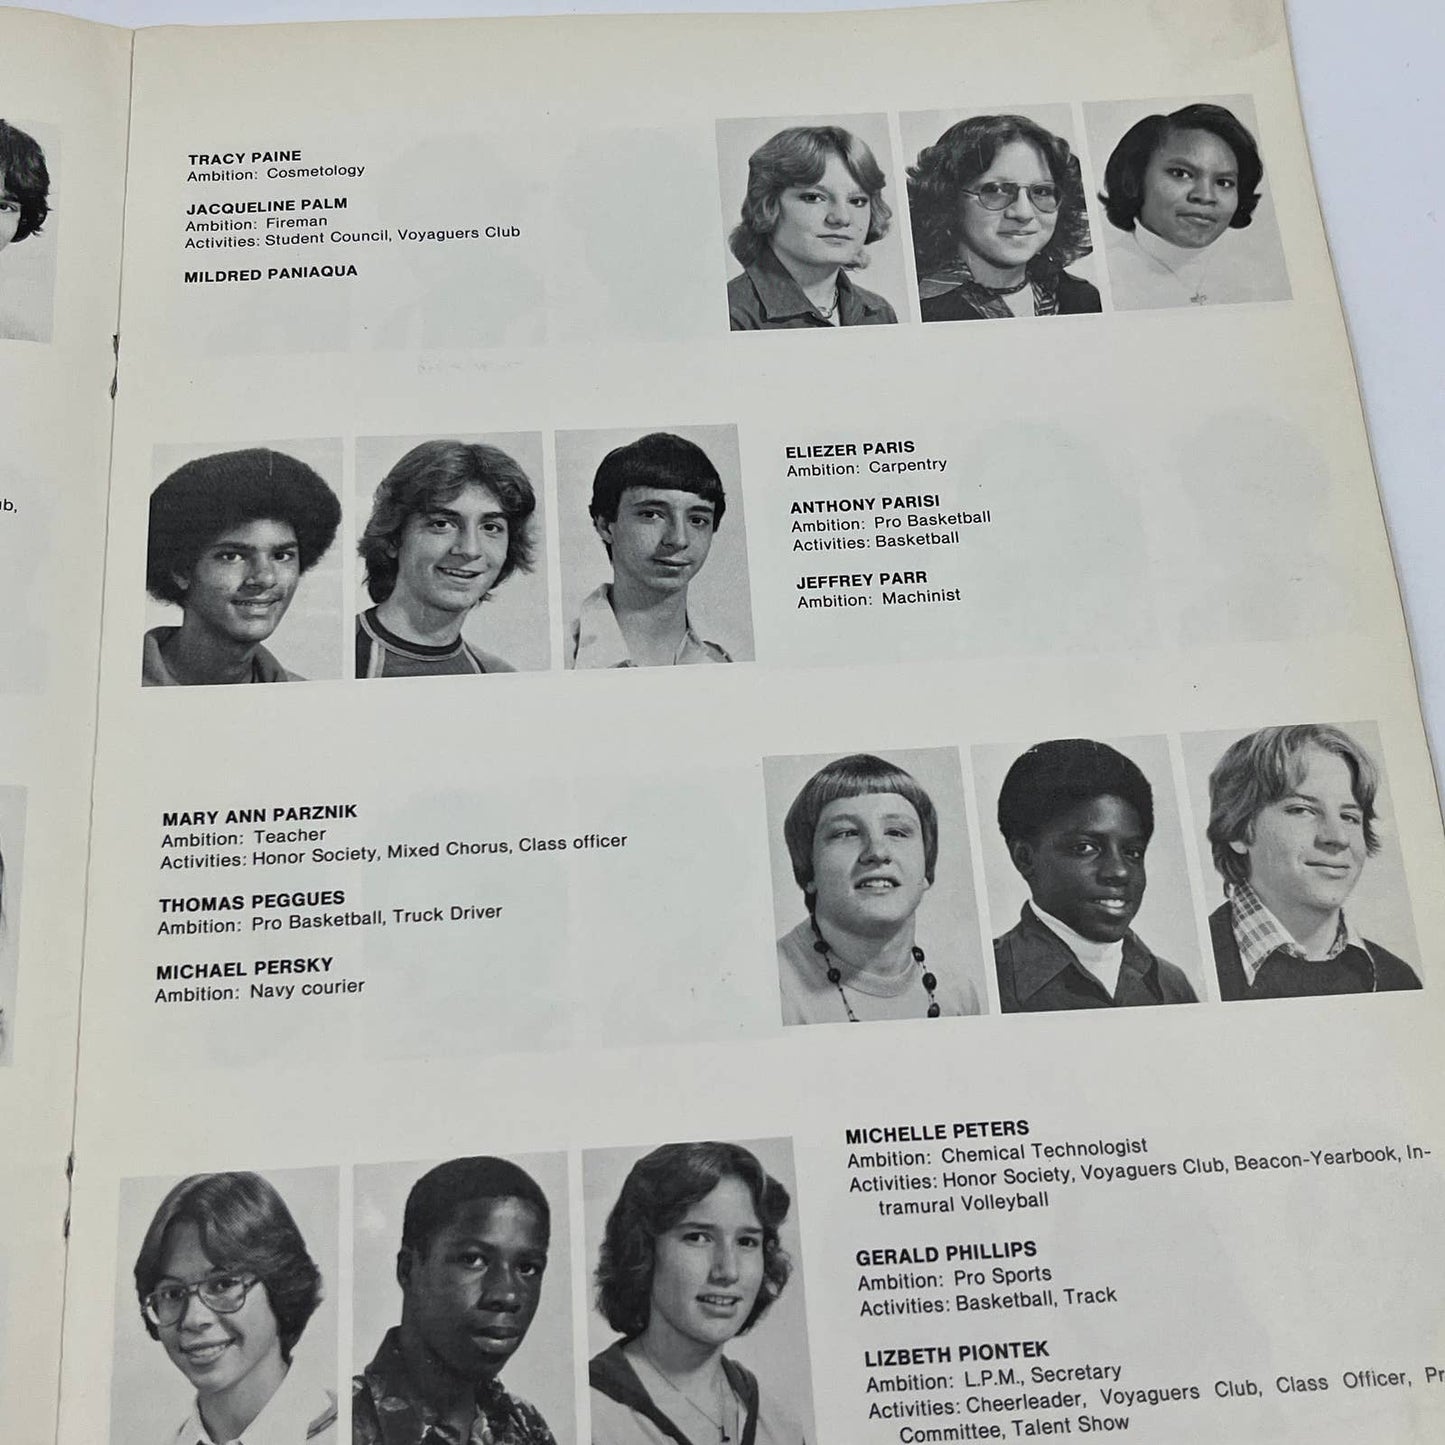 TRACY PAINE
Ambition: Cosmetology
JACQUELINE PALM
Ambition: Fireman
Activities: Student Council, Voyaguers Club
MILDRED PANIAQUA
ub,
ELIEZER PARIS
Ambition: Carpentry
ANTHONY PARISI
Ambition: Pro Basketball
Activities: Basketball
JEFFREY PARR
Ambition: Machinist
MARY ANN PARZNIK
Ambition: Teacher
Activities: Honor Society, Mixed Chorus, Class officer
THOMAS PEGGUES
Ambition: Pro Basketball, Truck Driver
MICHAEL PERSKY
Ambition: Navy courier
MICHELLE PETERS
Ambition: Chemical Technologist
Activities: Honor Society, Voyaguers Club, Beacon-Yearbook, In-
tramural Volleyball
GERALD PHILLIPS
Ambition: Pro Sports
Activities: Basketball, Track
LIZBETH PIONTEK
Ambition: L.P.M., Secretary
Activities: Cheerleader, Voyaguers Club, Class Officer, Pr
Committee, Talent Show